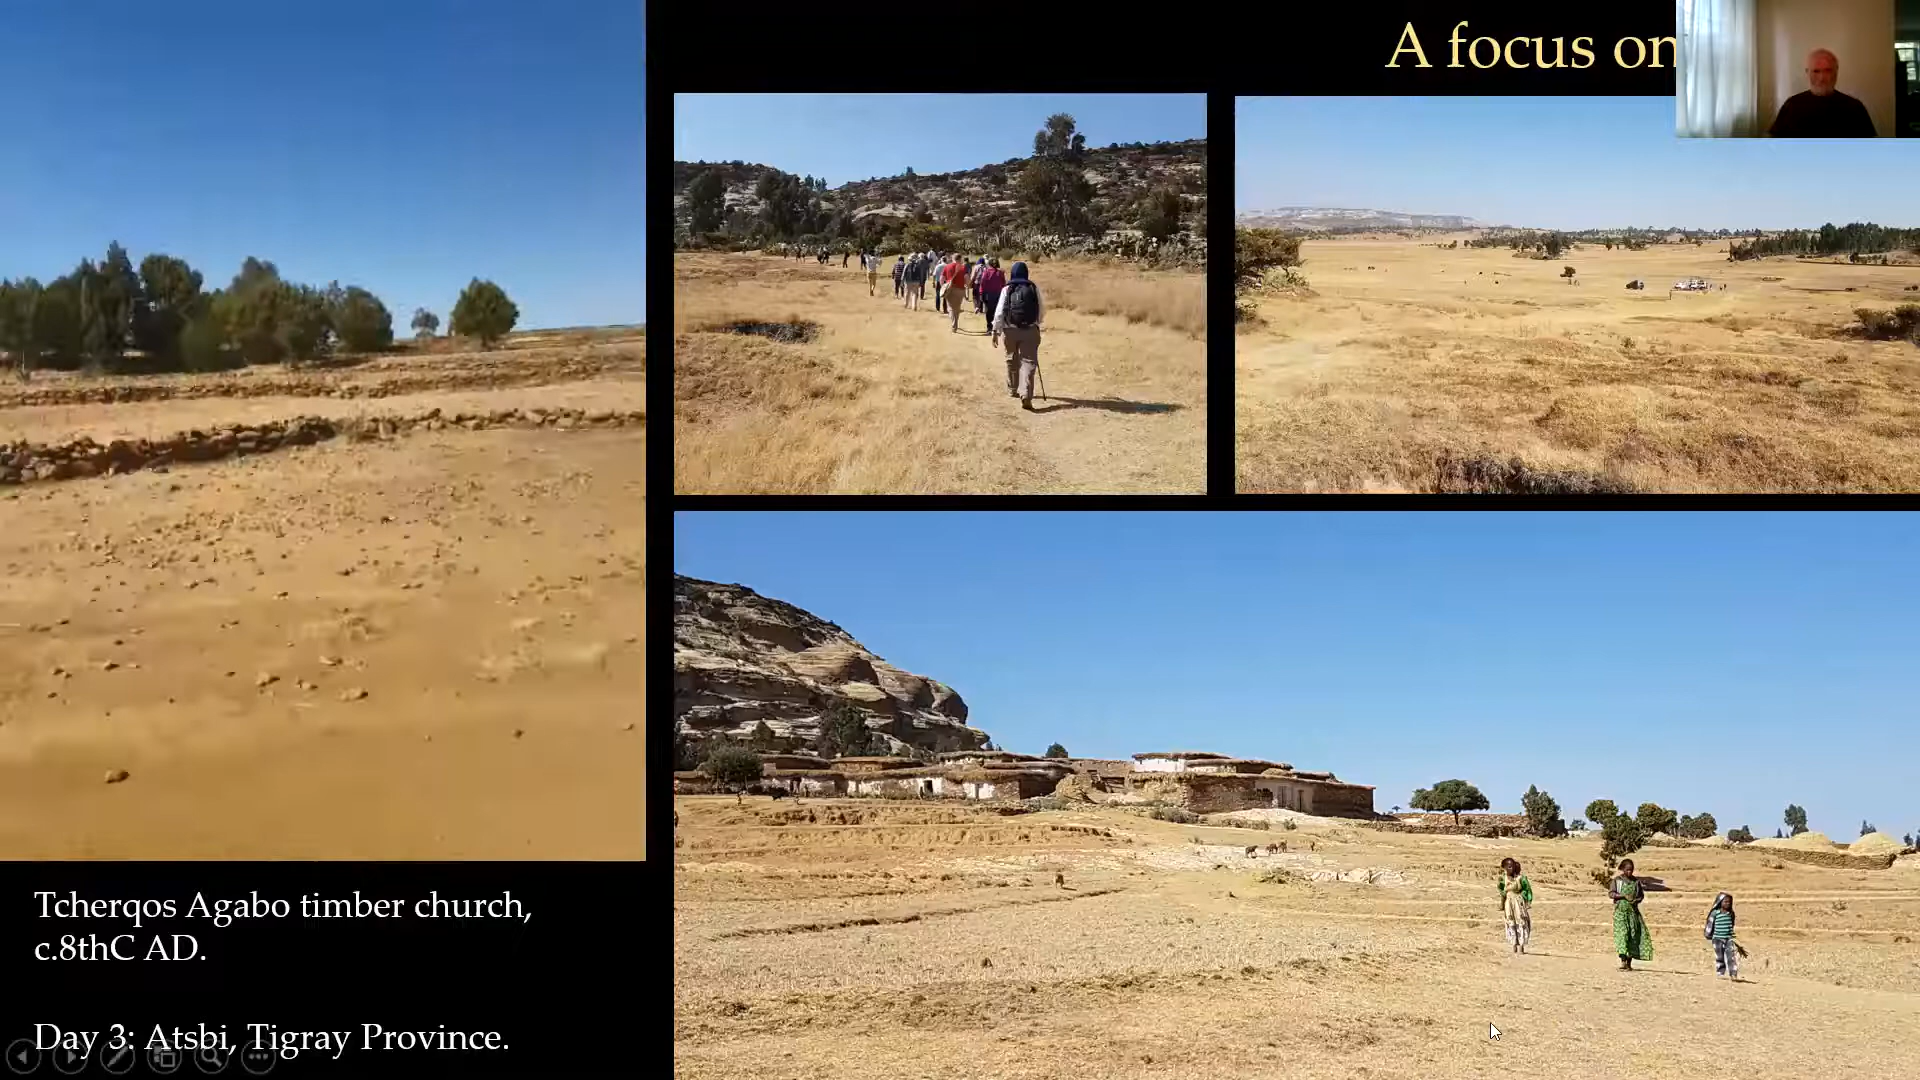 A focus on
Tcherqos Agabo timber church,
c.8thC AD.
Day 3: Atsbi, Tigray Province.